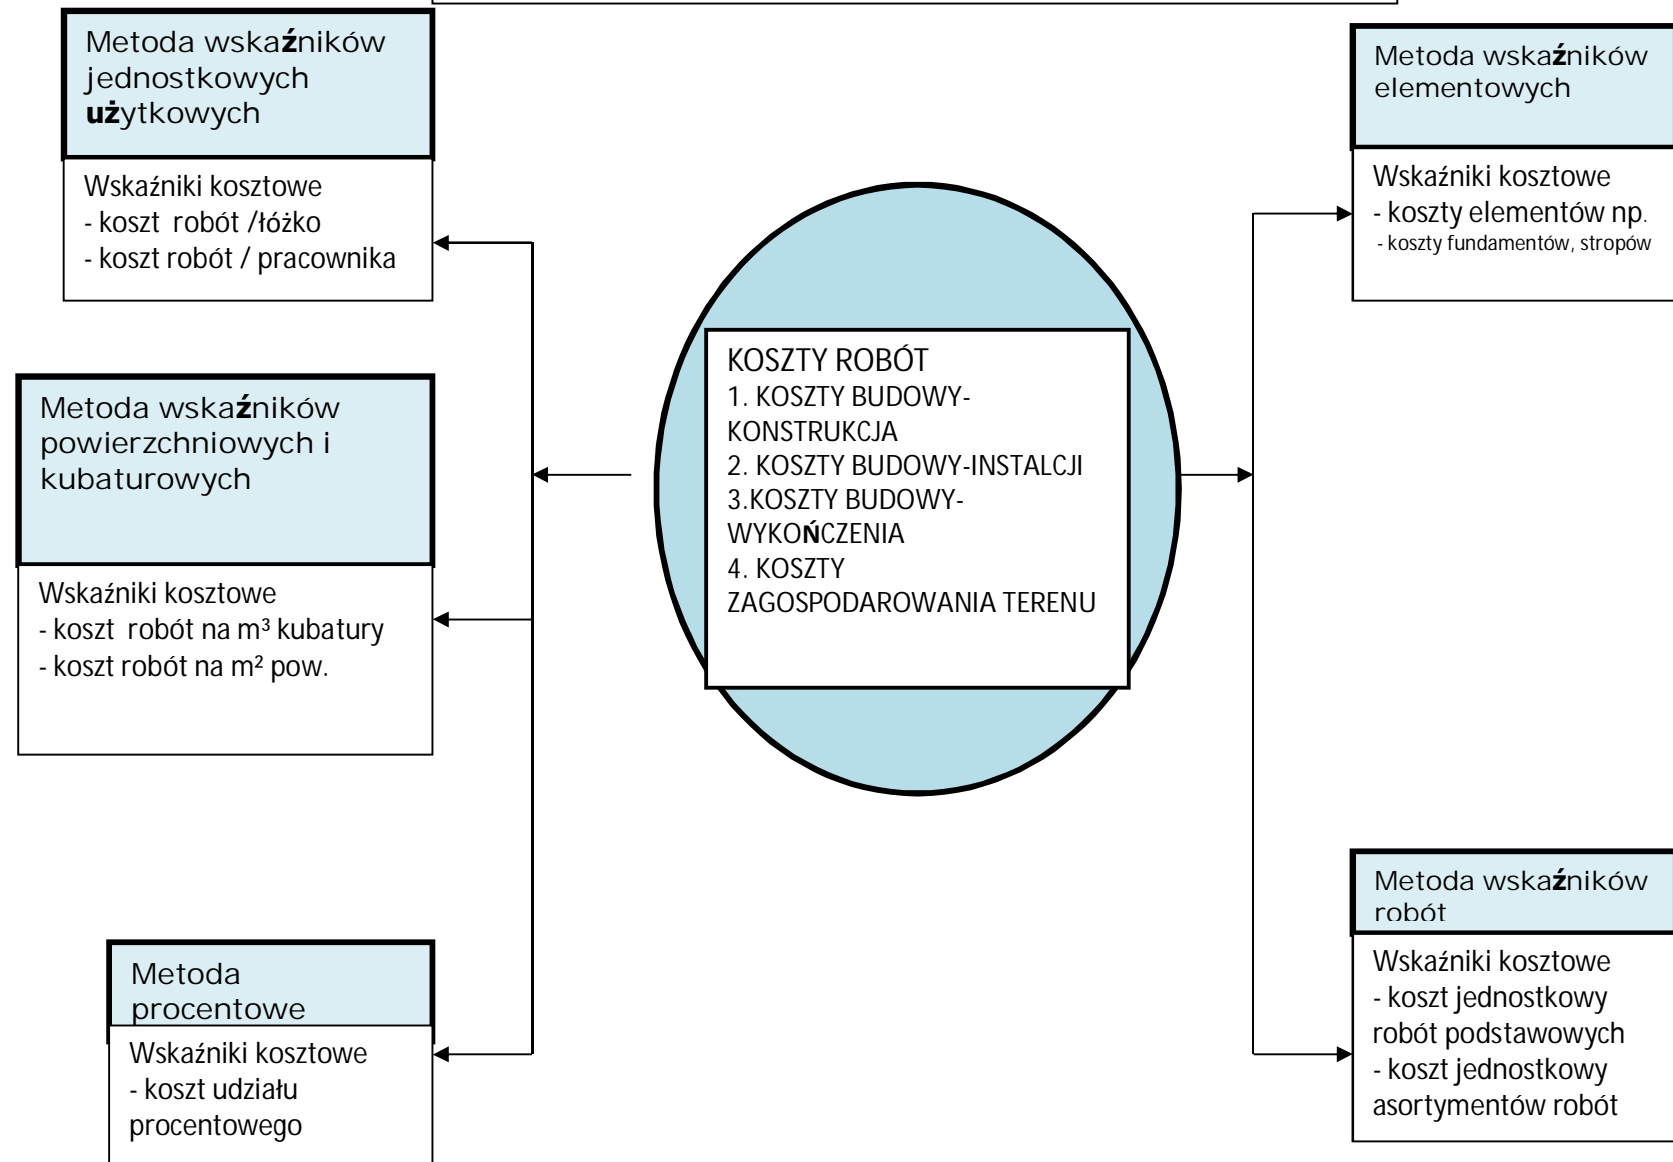 Metoda wskaźników
jednostkowych
użytkowych
Wskaźniki kosztowe
- koszt robót /łóżko
- koszt robót / pracownika
Metoda wskaźników
powierzchniowych i
kubaturowych
Wskaźniki kosztowe
- koszt robót na m³ kubatury
- koszt robót na m² pow.
Metoda
procentowe
Wskaźniki kosztowe
- koszt udziału
procentowego
KOSZTY ROBÓT
1. KOSZTY BUDOWY-
KONSTRUKCJA
2. KOSZTY BUDOWY-INSTALCJI
3.KOSZTY BUDOWY-
WYKOŃCZENIA
4. KOSZTY
ZAGOSPODAROWANIA TERENU
Metoda wskaźników
elementowych
Wskaźniki kosztowe
- koszty elementów np.
- koszty fundamentów, stropów
Metoda wskaźników
robót
Wskaźniki kosztowe
- koszt jednostkowy
robót podstawowych
- koszt jednostkowy
asortymentów robót